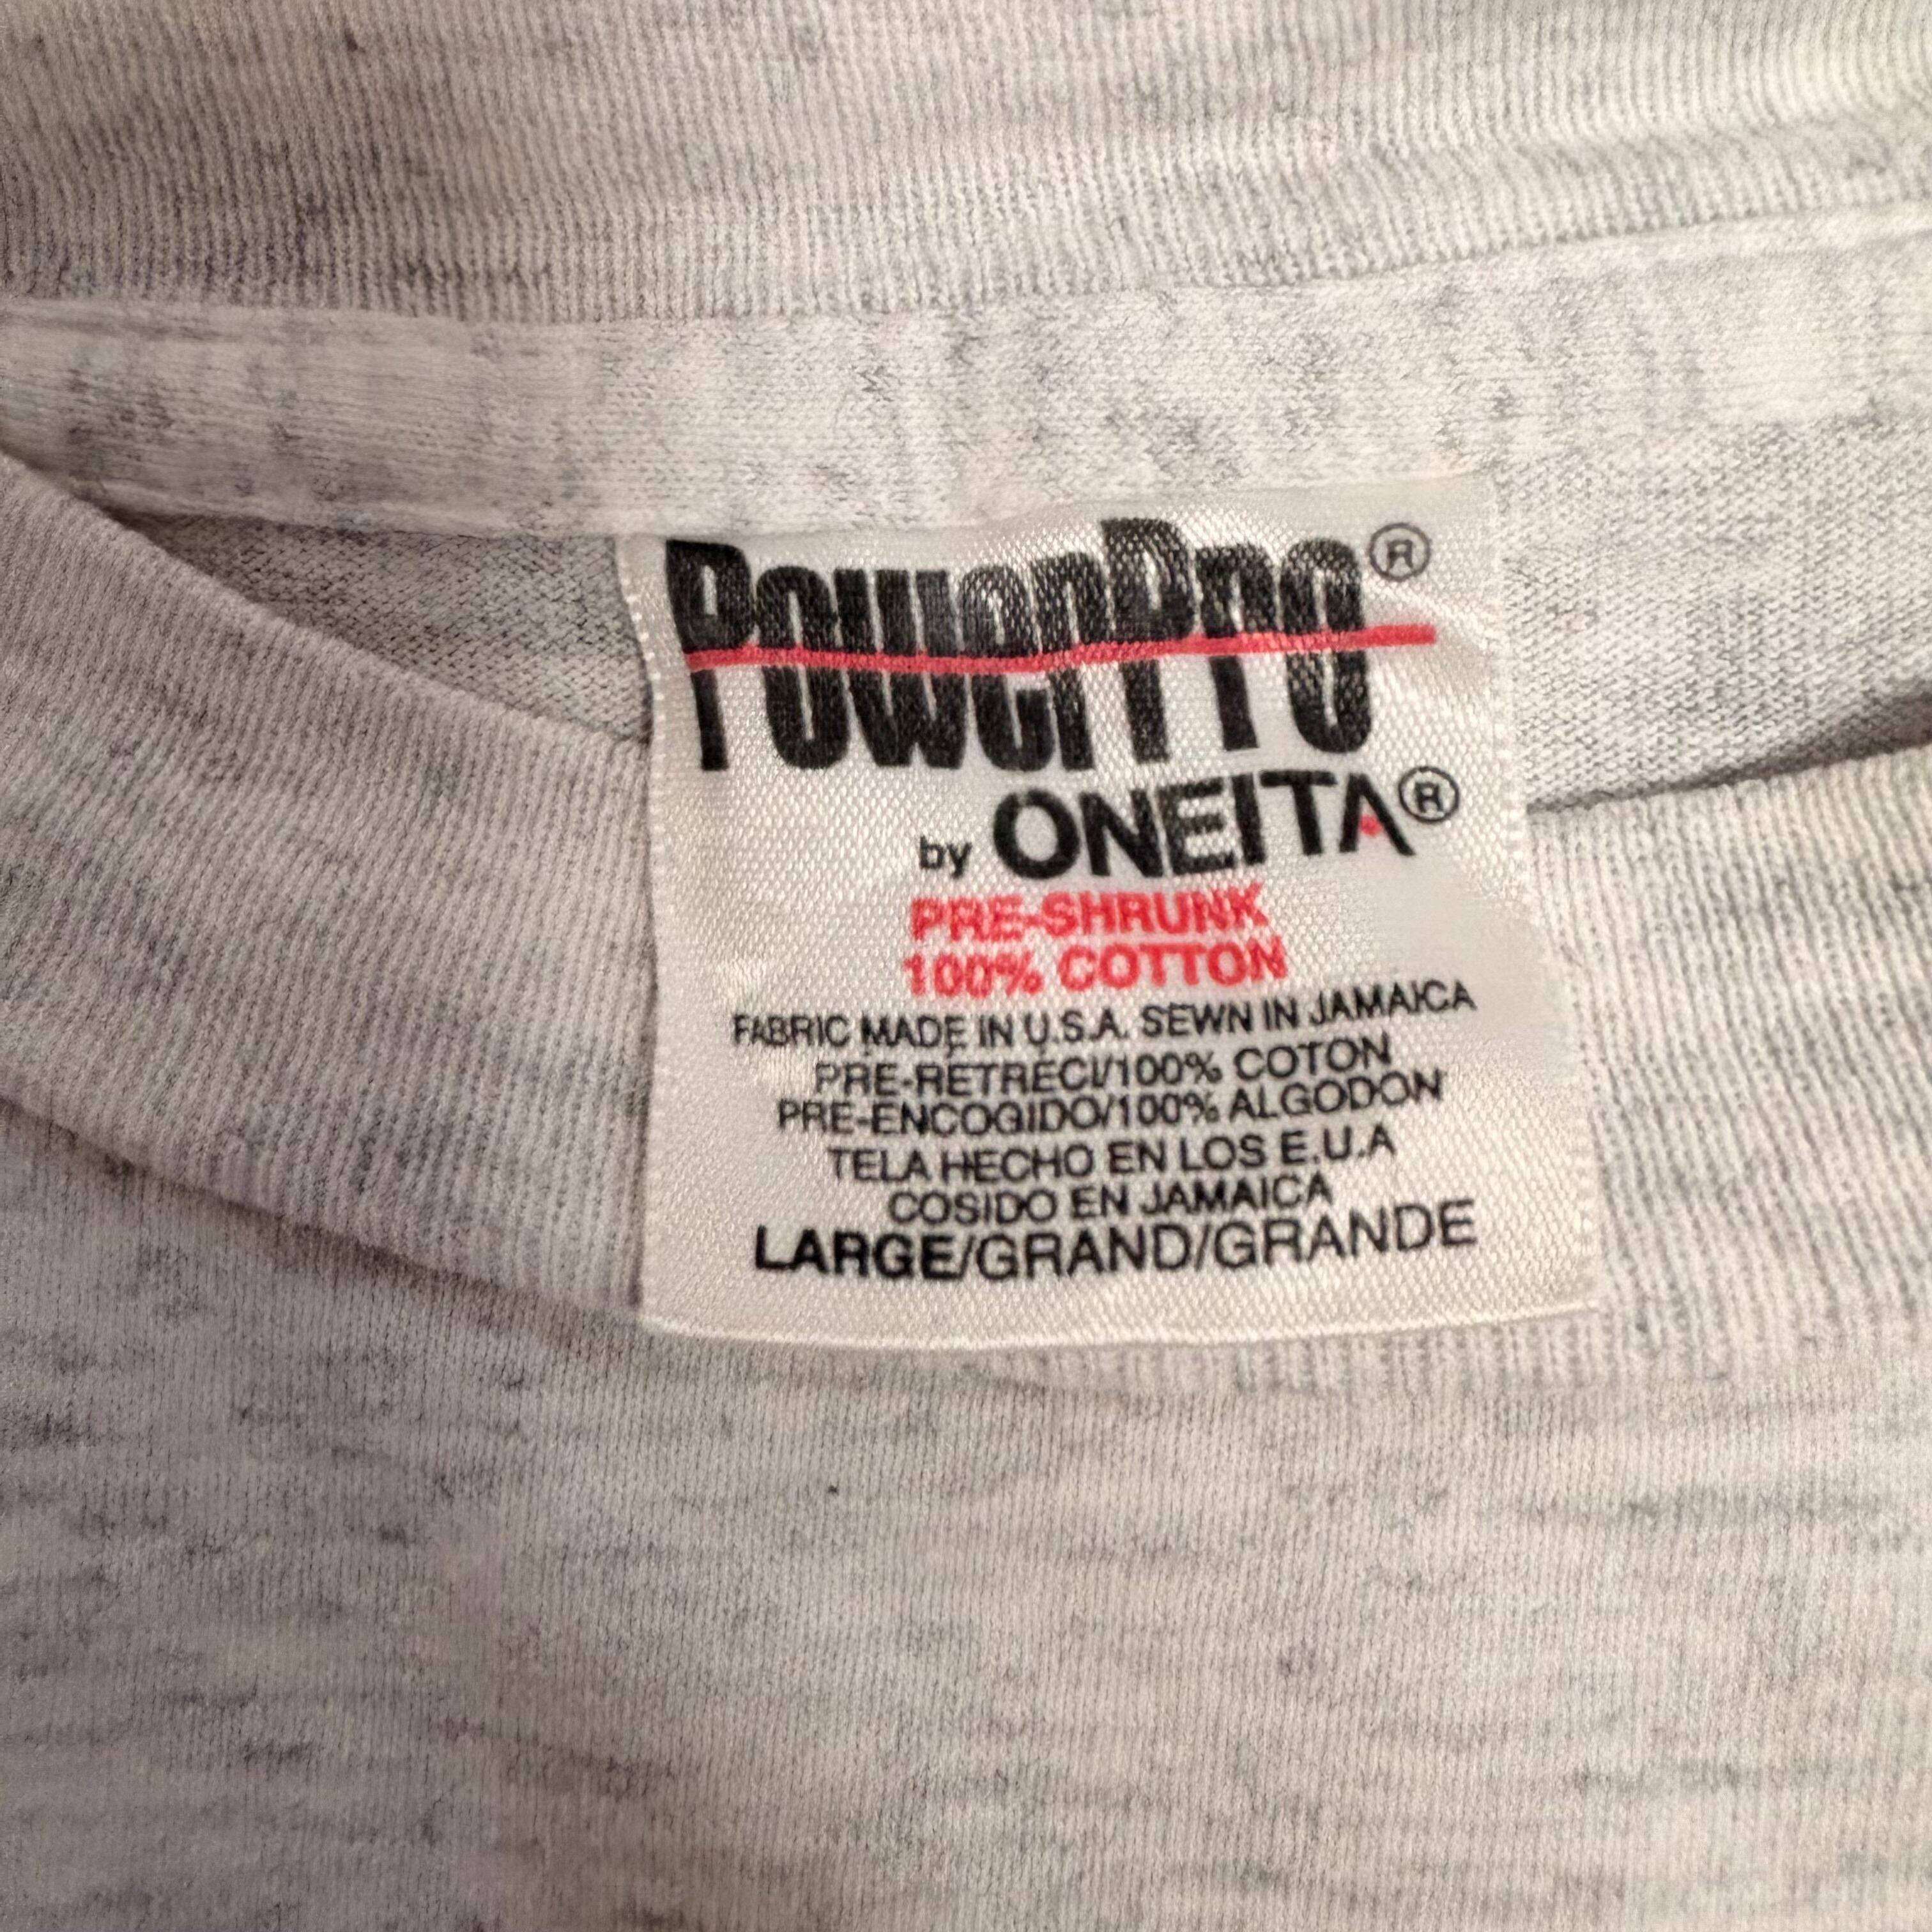 PowerPro®
by ONEITA®
PRE-SHRUNK
100% COTTON
FABRIC MADE IN U.S.A. SEWN IN JAMAICA
PRE-RÉTRÉCI/100% COTON
PRE-ENCOGIDO/100% ALGODON
TELA HECHO EN LOS E.U.A
COSIDO EN JAMAICA
LARGE/GRAND/GRANDE